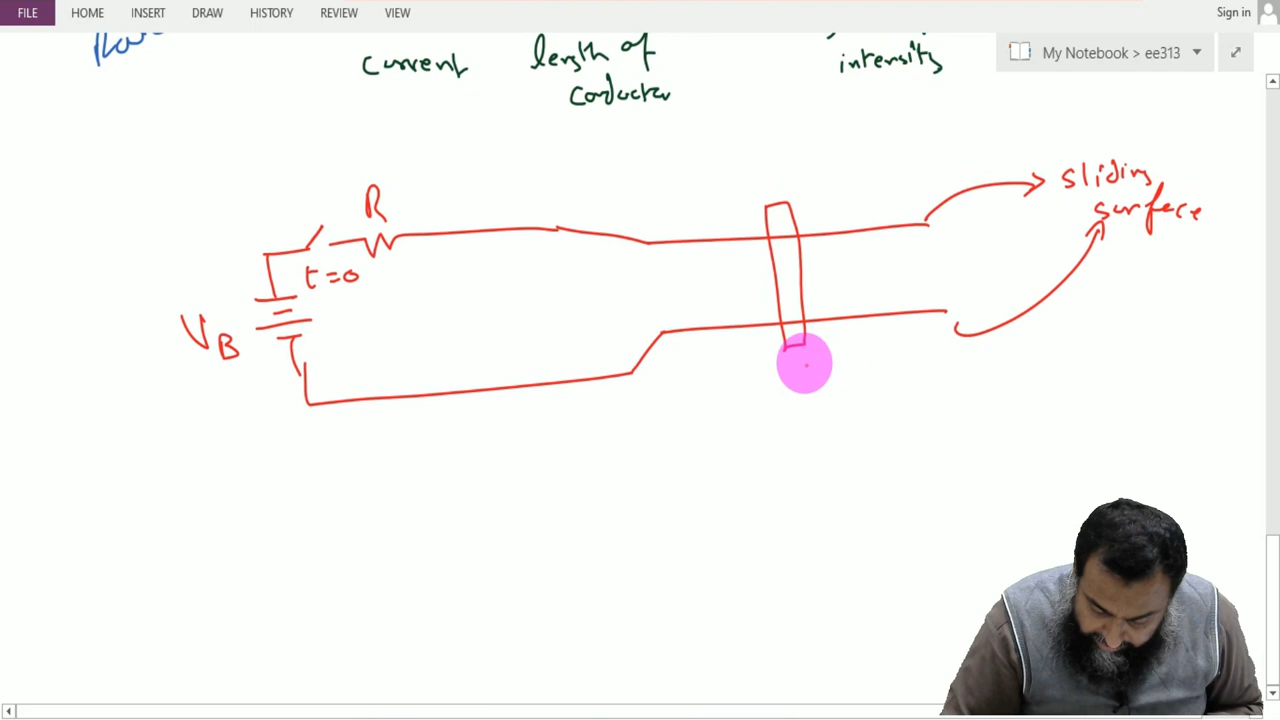 FILE HOME INSERT DRAW HISTORY REVIEW VIEW Sign in
My Notebook > ee313
current length of conductor intensity
R
t=0
VB
sliding
surface